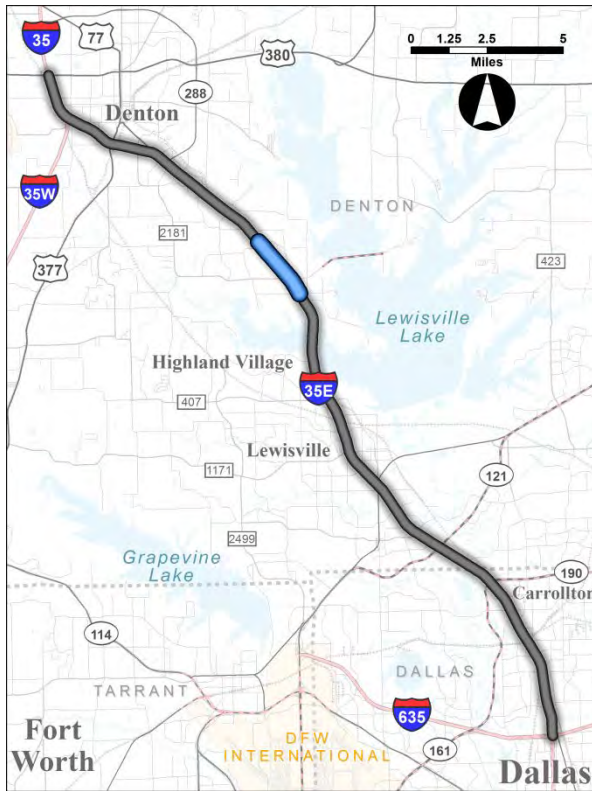 35
77
380
0 1.25 2.5 5
Miles
288
Denton
35W
DENTON
2181
377
423
Lewisville
Lake
Highland Village
35E
407
Lewisville
1171
121
2499
Grapevine
Lake
190
Carrollton
114
DALLAS
TARRANT
635
Fort
Worth
DFW
INTERNATIONAL
161
Dallas